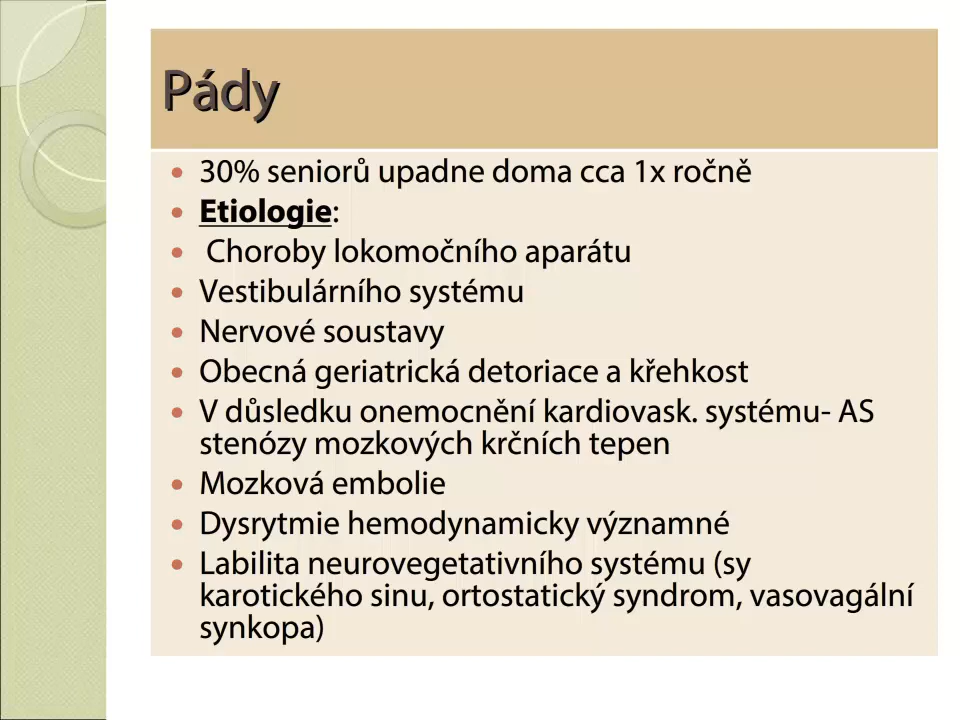 Pády
• 30% seniorů upadne doma cca 1x ročně
• Etiologie:
• Choroby lokomočního aparátu
• Vestibulárního systému
• Nervové soustavy
• Obecná geriatrická detoriace a křehkost
• V důsledku onemocnění kardiovask. systému- AS
stenózy mozkových krčních tepen
• Mozková embolie
• Dysrytmie hemodynamicky významné
• Labilita neurovegetativního systému (sy
karotického sinu, ortostatický syndrom, vasovagální
synkopa)